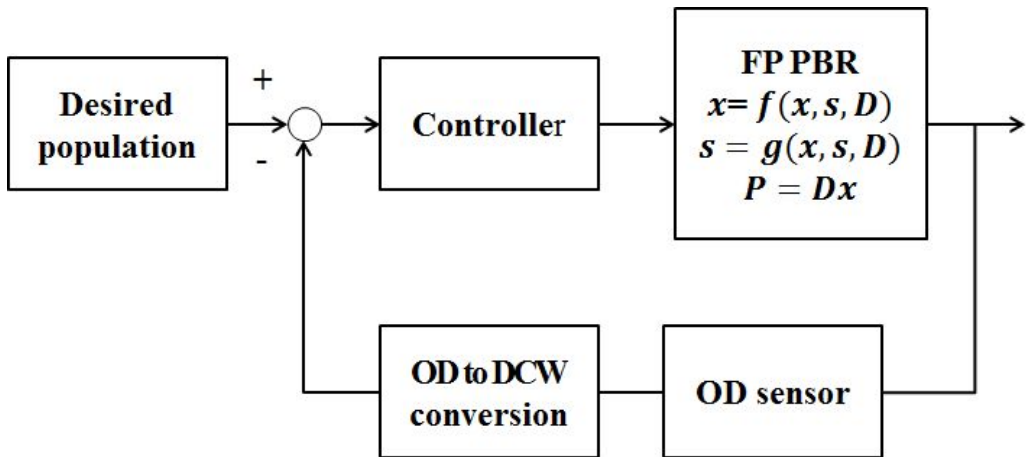 Desired
population
+
-
Controller
FP PBR
x= f(x, s, D)
s = g(x, s, D)
P = Dx
OD to DCW
conversion
OD sensor